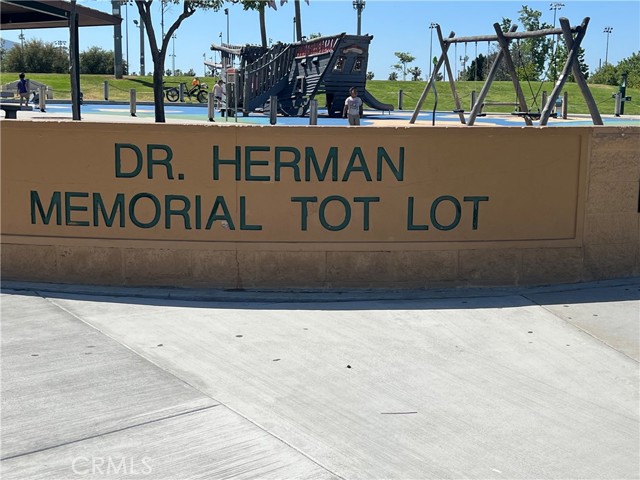 DR. HERMAN
MEMORIAL TOT LOT
CRMLS